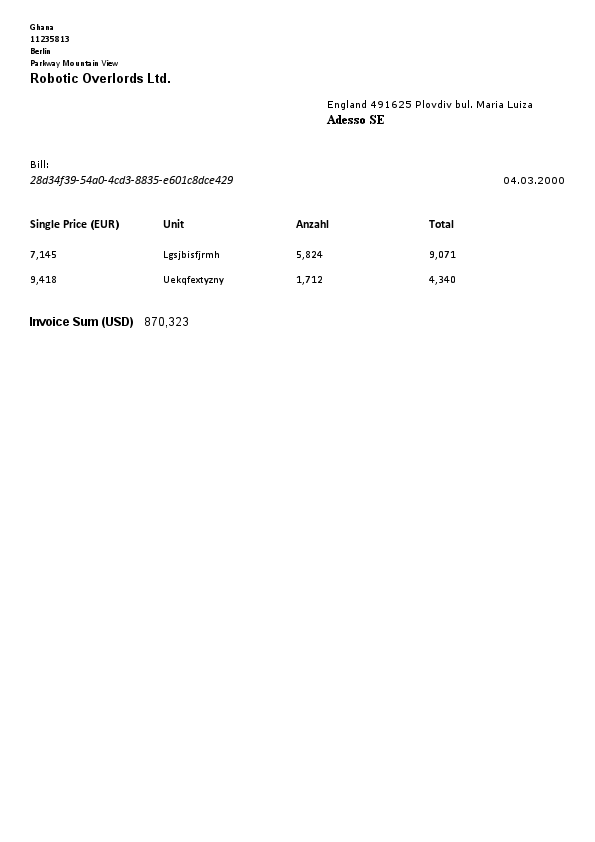 Ghana
11235813
Berlin
Parkway Mountain View
Robotic Overlords Ltd.
England 491625 Plovdiv bul. Maria Luiza
Adesso SE
Bill:
28d34f39-54a0-4cd3-8835-e601c8dce429 04.03.2000
Single Price (EUR) Unit Anzahl Total
7,145 Lgsjbisfjrmh 5,824 9,071
9,418 Uekqfextyzny 1,712 4,340
Invoice Sum (USD) 870,323